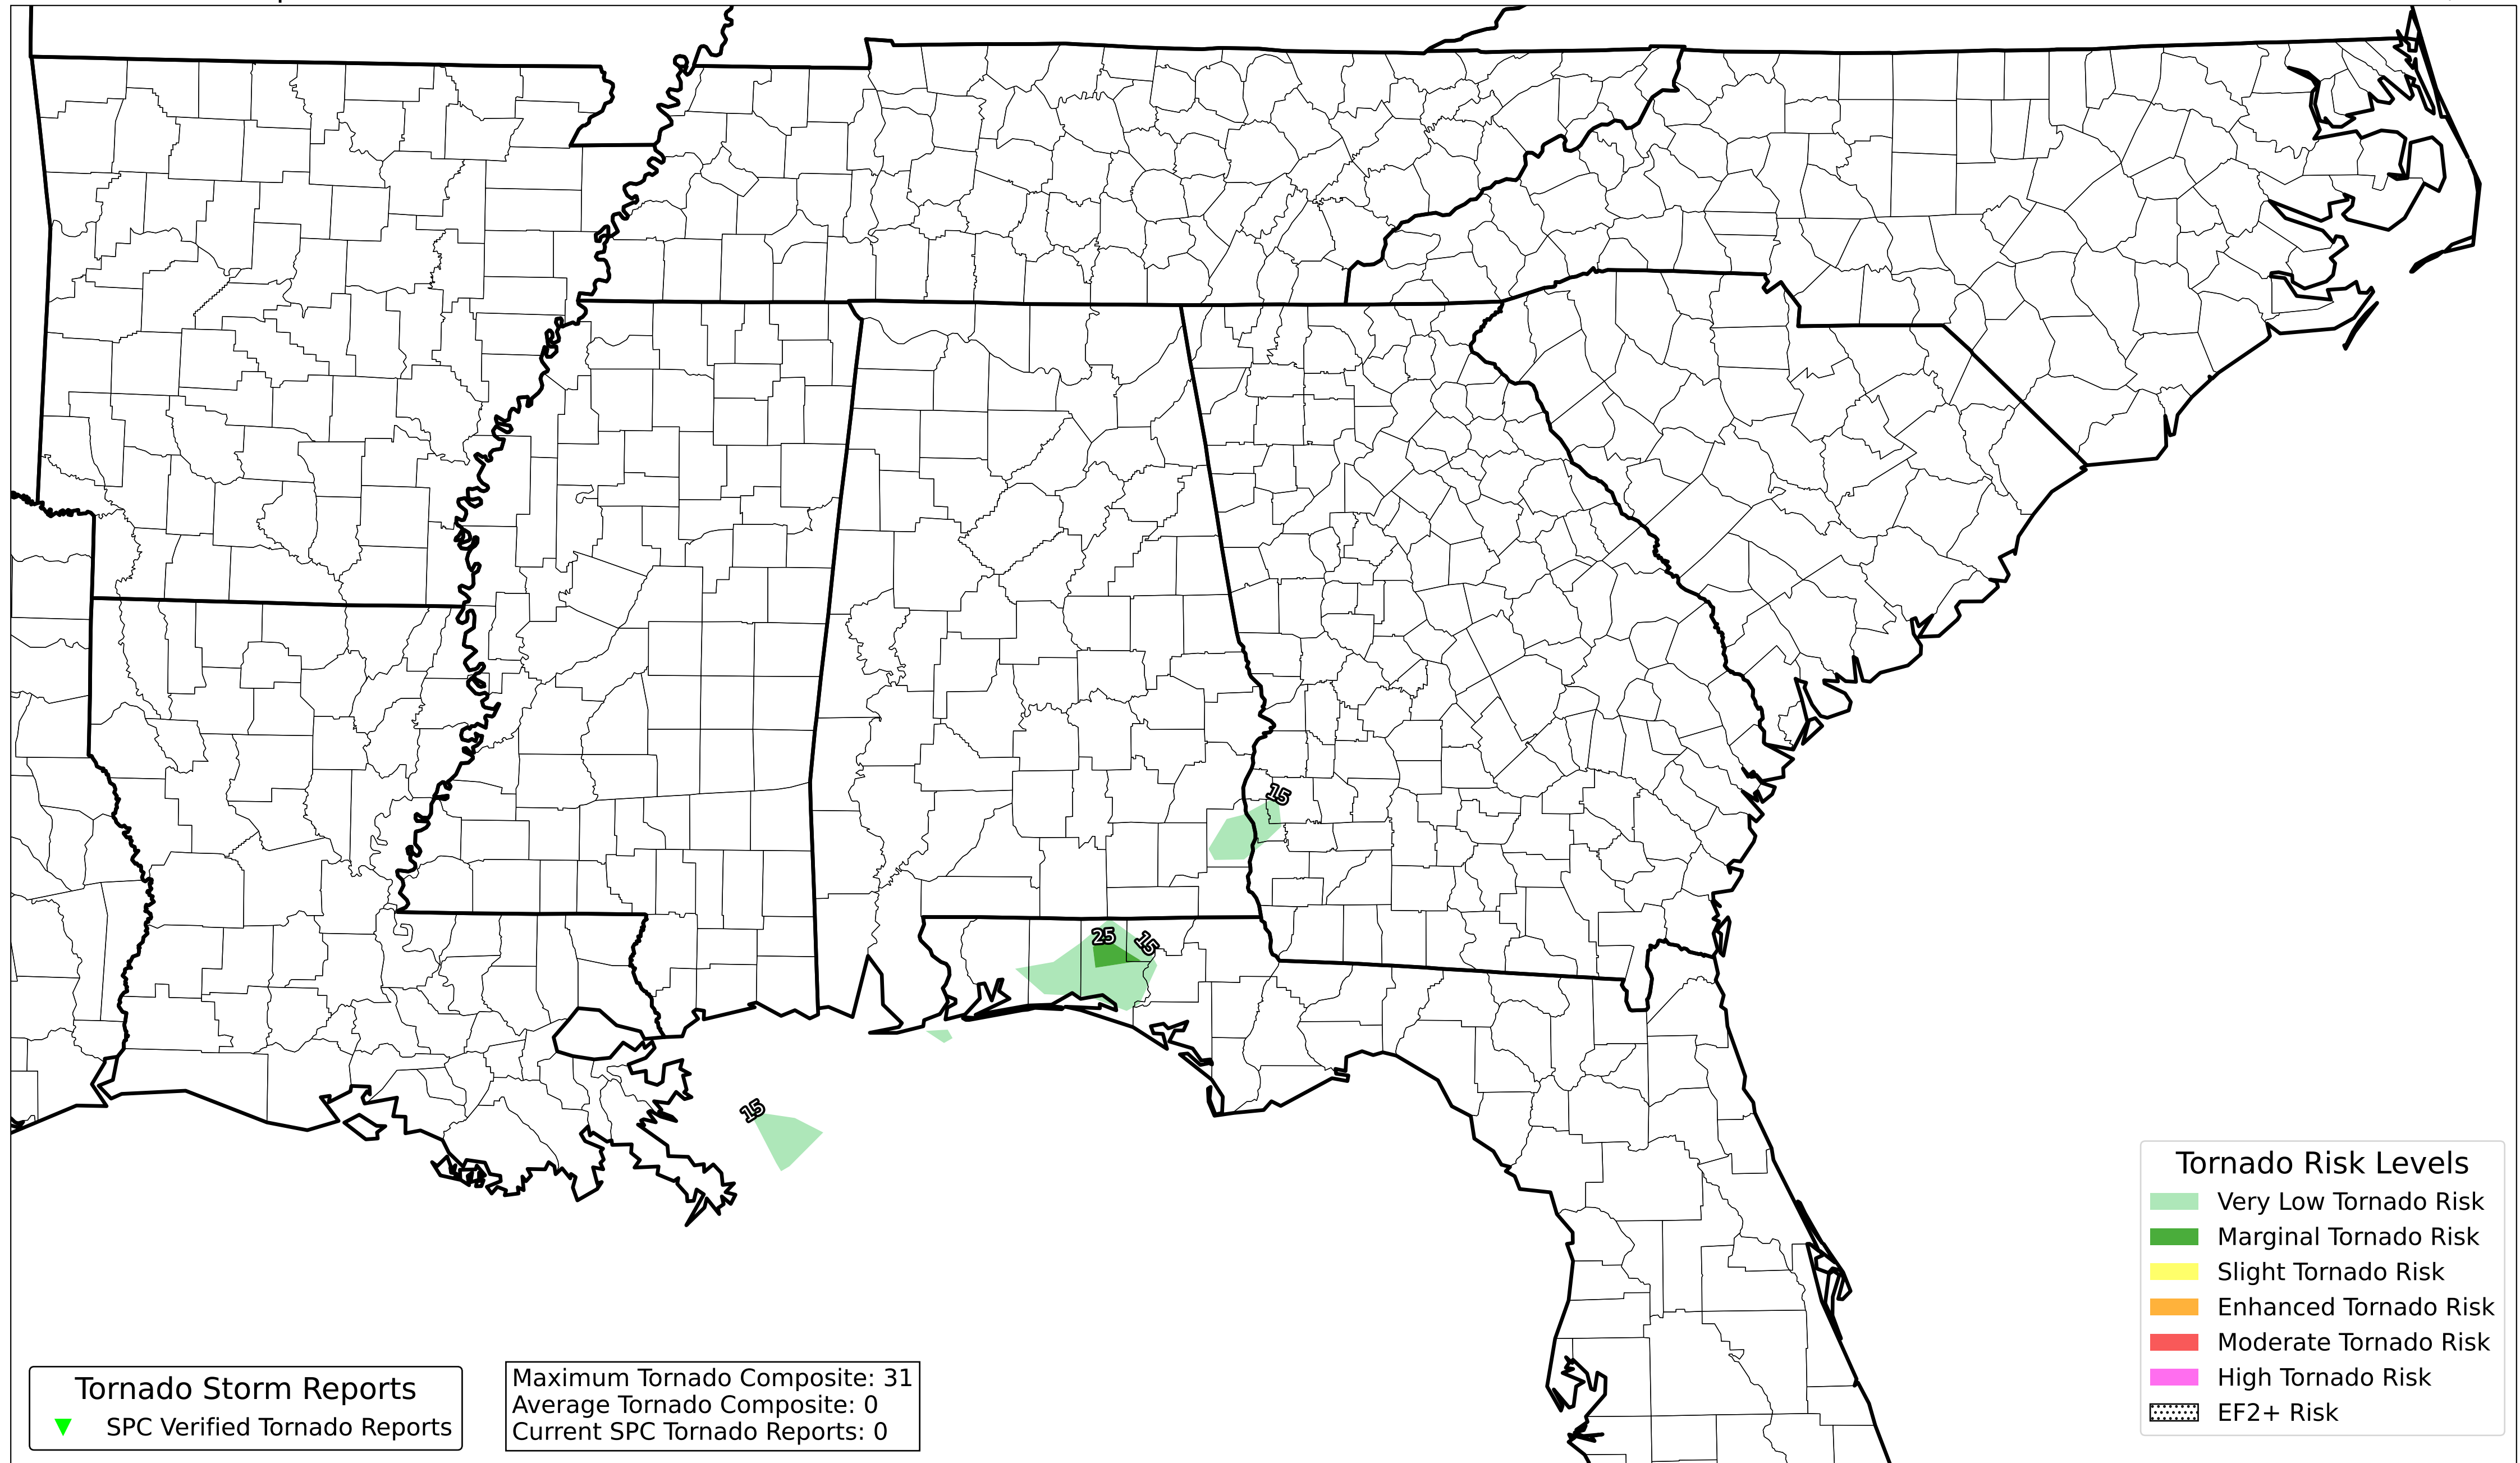 15
25
15
15
Tornado Risk Levels
Very Low Tornado Risk
Marginal Tornado Risk
Slight Tornado Risk
Enhanced Tornado Risk
Moderate Tornado Risk
High Tornado Risk
EF2+ Risk
Tornado Storm Reports
SPC Verified Tornado Reports
Maximum Tornado Composite: 31
Average Tornado Composite: 0
Current SPC Tornado Reports: 0